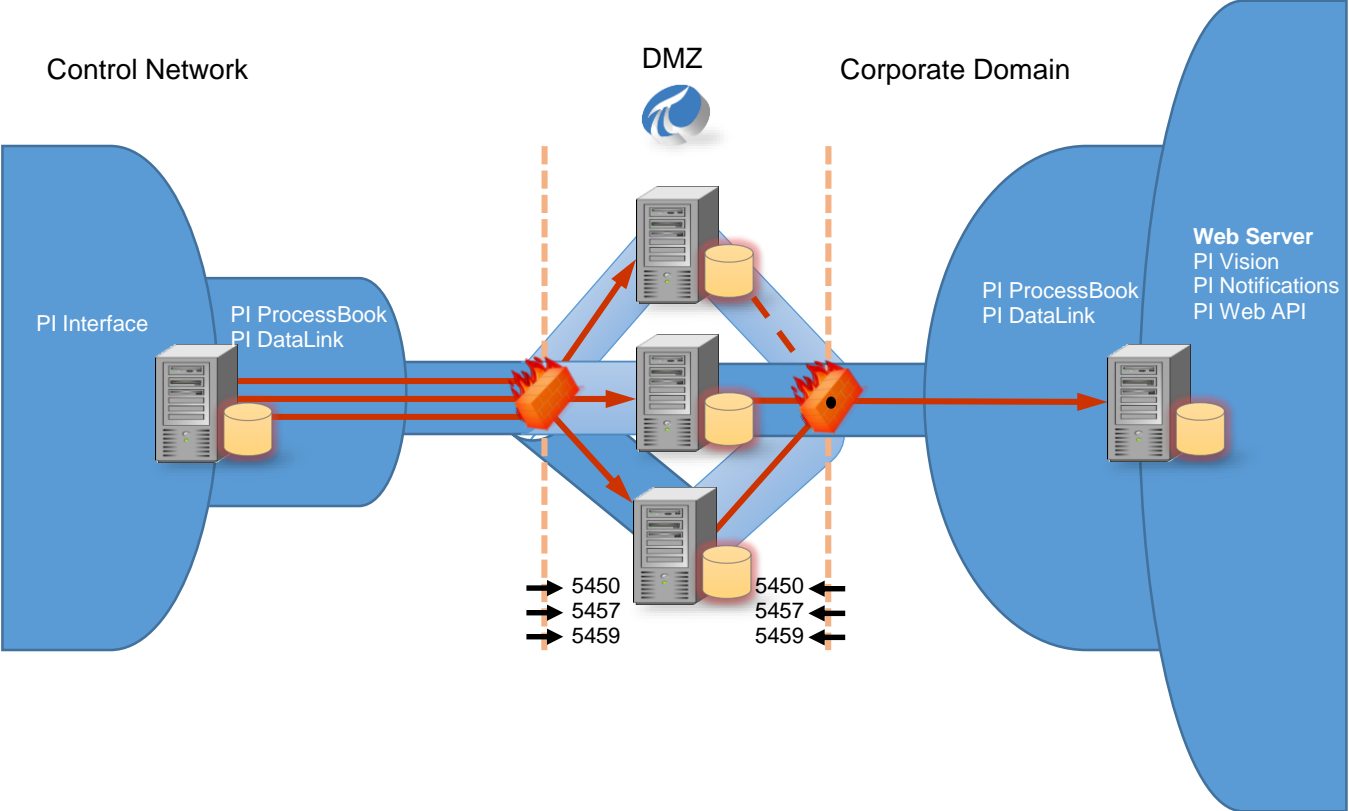 Control Network
DMZ
Corporate Domain
PI Interface
PI ProcessBook
PI DataLink
PI ProcessBook
PI DataLink
Web Server
PI Vision
PI Notifications
PI Web API
5450
5457
5459
5450
5457
5459